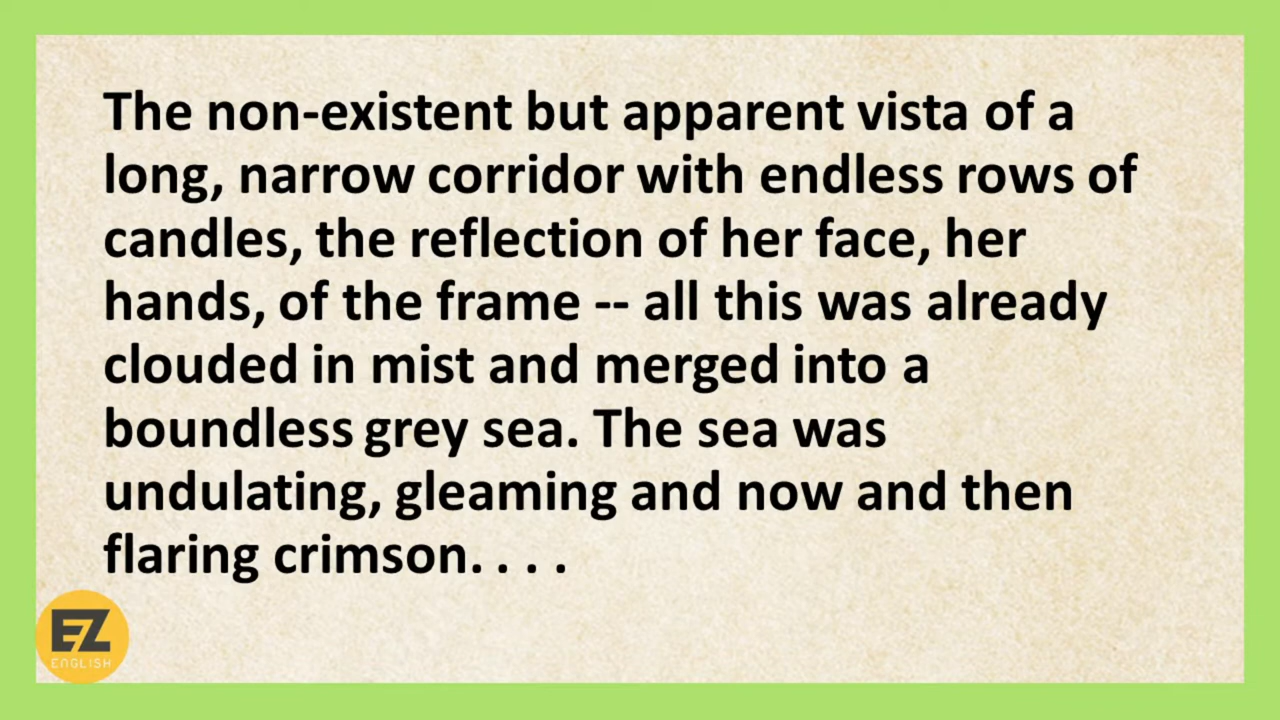 The non-existent but apparent vista of a
long, narrow corridor with endless rows of
candles, the reflection of her face, her
hands, of the frame -- all this was already
clouded in mist and merged into a
boundless grey sea. The sea was
undulating, gleaming and now and then
flaring crimson. . . .
EZ
ENGLISH